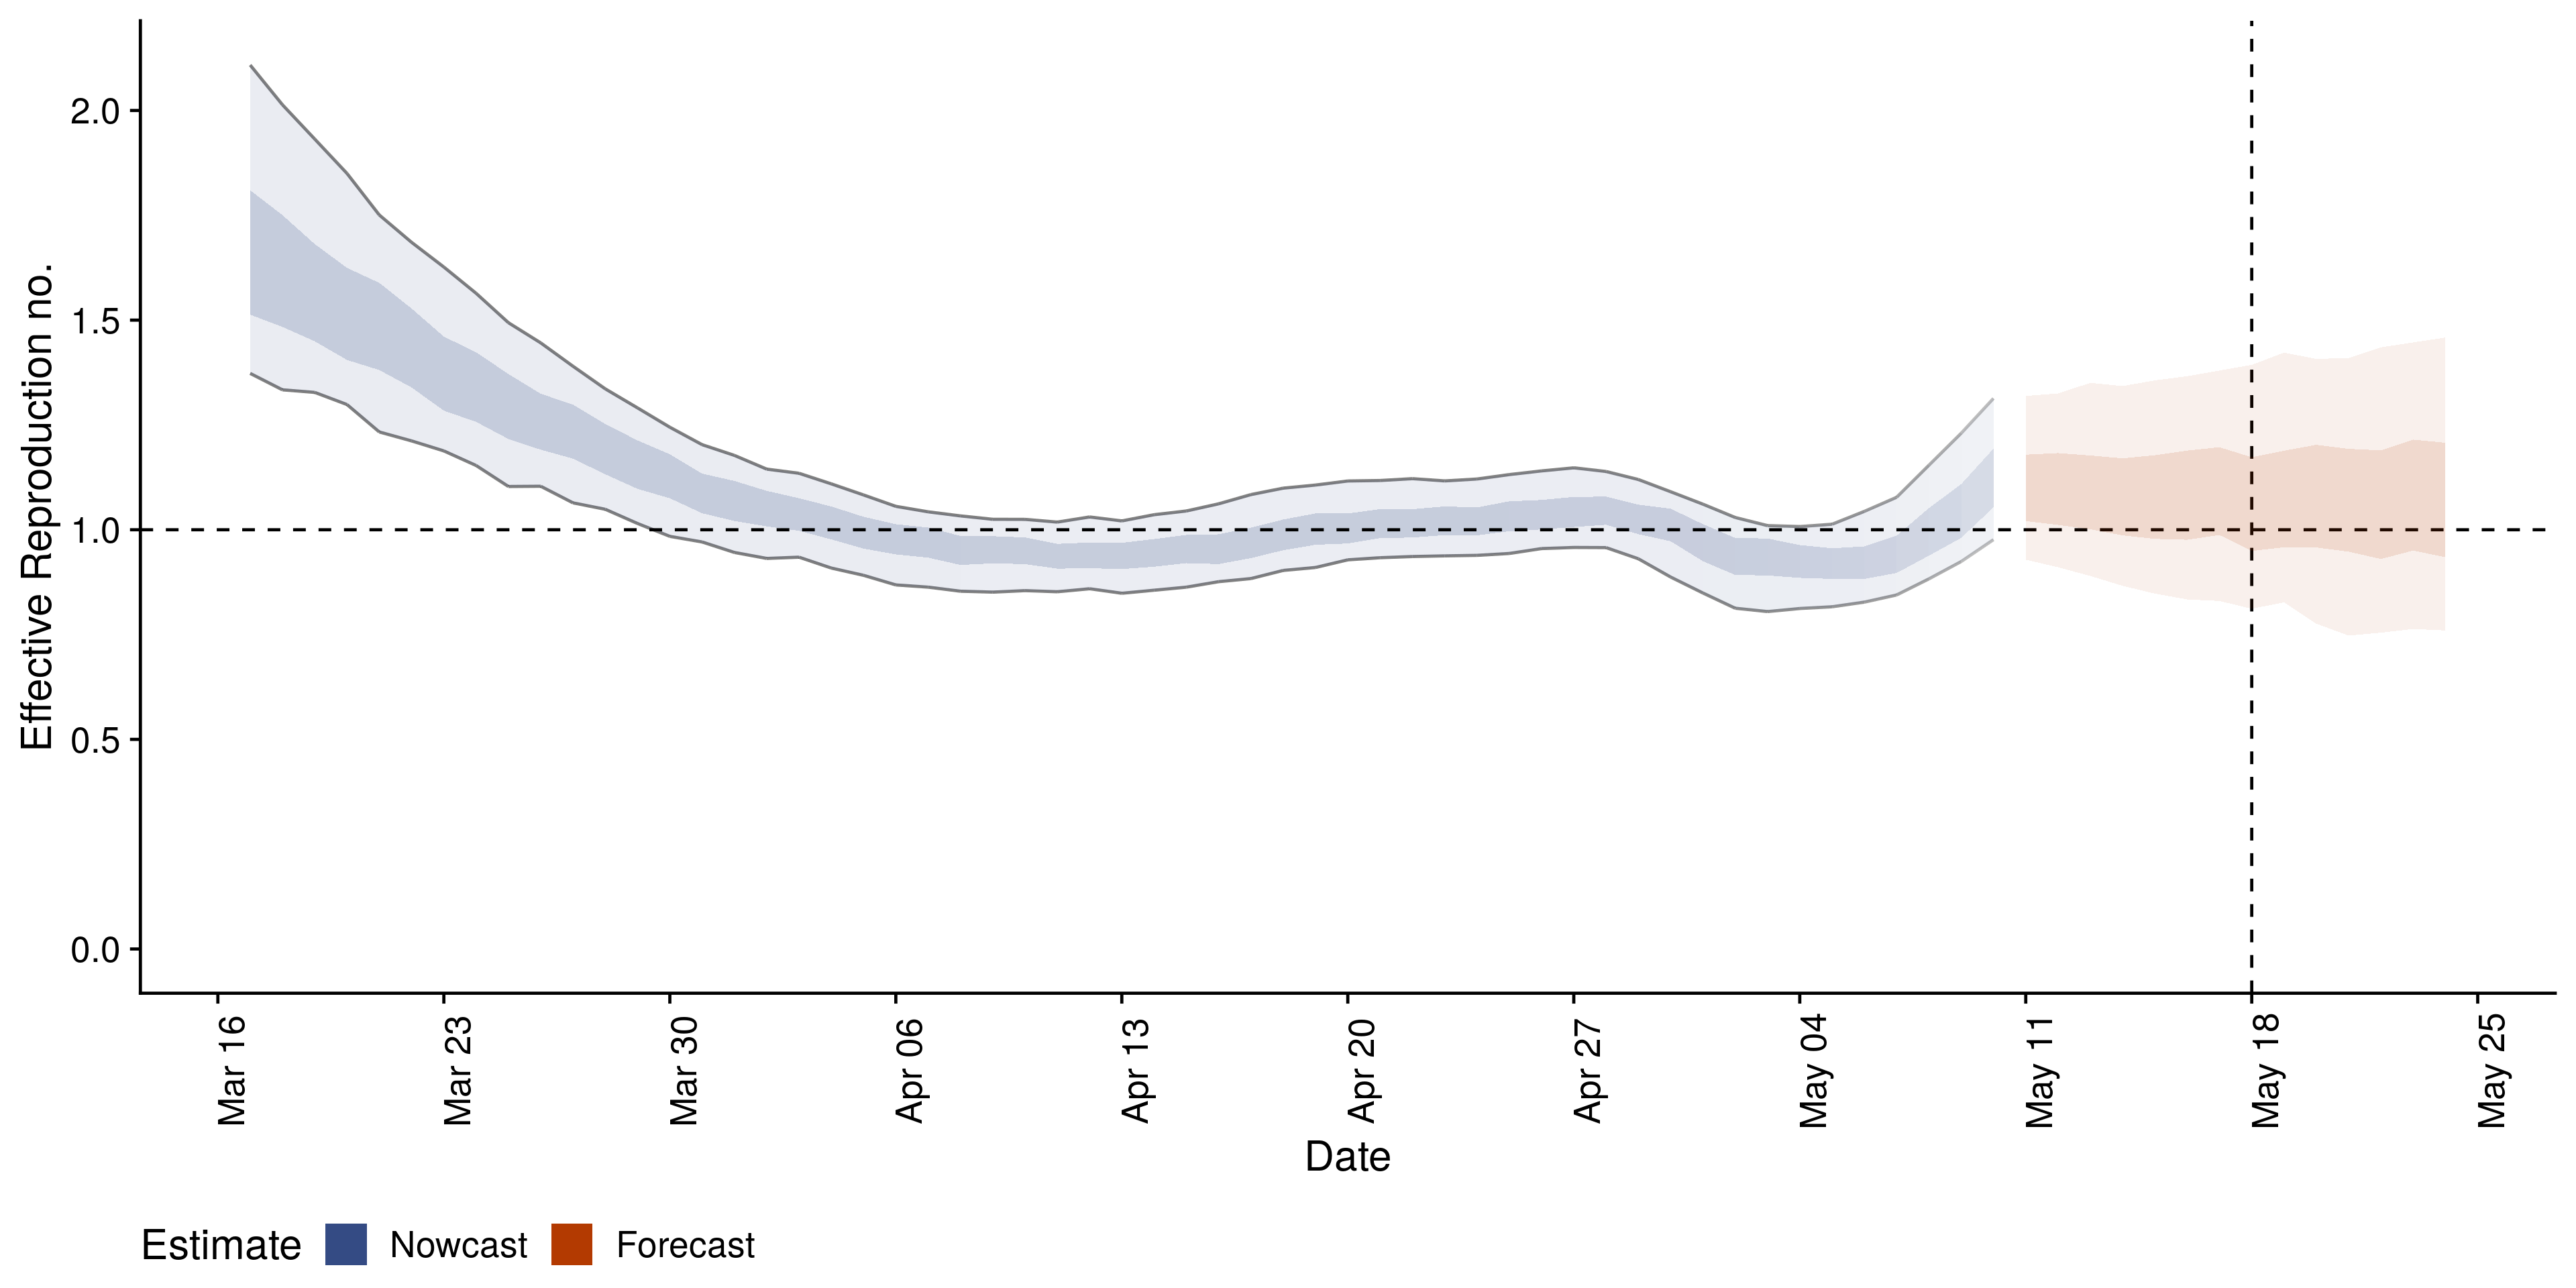 Effective Reproduction no.
2.0
1.5
1.0
0.5
0.0
Mar 16
Mar 23
Mar 30
Apr 06
Apr 13
Apr 20
Apr 27
May 04
May 11
May 18
May 25
Date
Estimate Nowcast Forecast